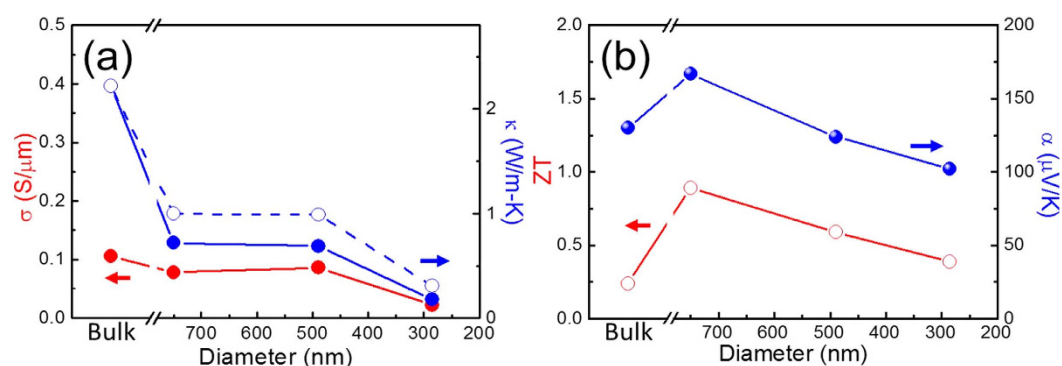 (a)
0.5
0.4
0.3
0.2
0.1
0.0
σ (S/μm)
2
1
0
κ (W/m-K)
Bulk
700 600 500 400 300 200
Diameter (nm)
(b)
2.0
1.5
1.0
0.5
0.0
ZT
200
150
100
50
0
α (μV/K)
Bulk
700 600 500 400 300 200
Diameter (nm)